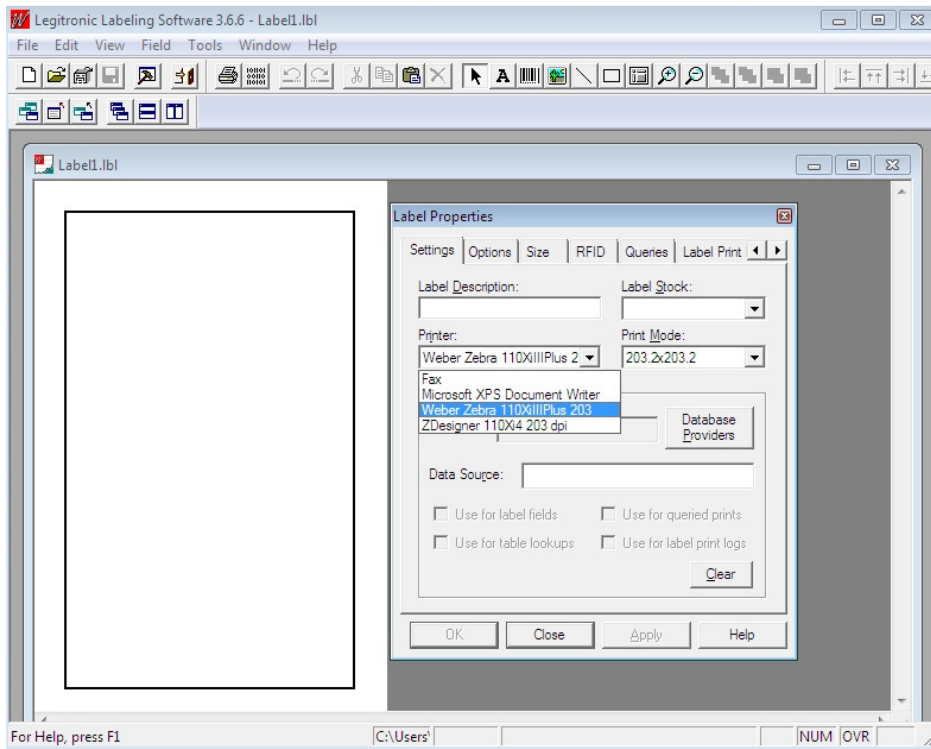 Legitronic Labeling Software 3.6.6 - Label1.lbl
File Edit View Field Tools Window Help
Label1.lbl
Label Properties
Settings Options Size RFID Queries Label Print
Label Description: Label Stock:
Printer: Print Mode:
Weber Zebra 110XiIIIPlus 2 203.2x203.2
Fax
Microsoft XPS Document Writer
Weber Zebra 110XiIIIPlus 203
ZDesigner 110Xi4 203 dpi
Database
Providers
Data Source:
Use for label fields Use for queried prints
Use for table lookups Use for label print logs
Clear
OK Close Apply Help
For Help, press F1 C:\Users\ NUM OVR